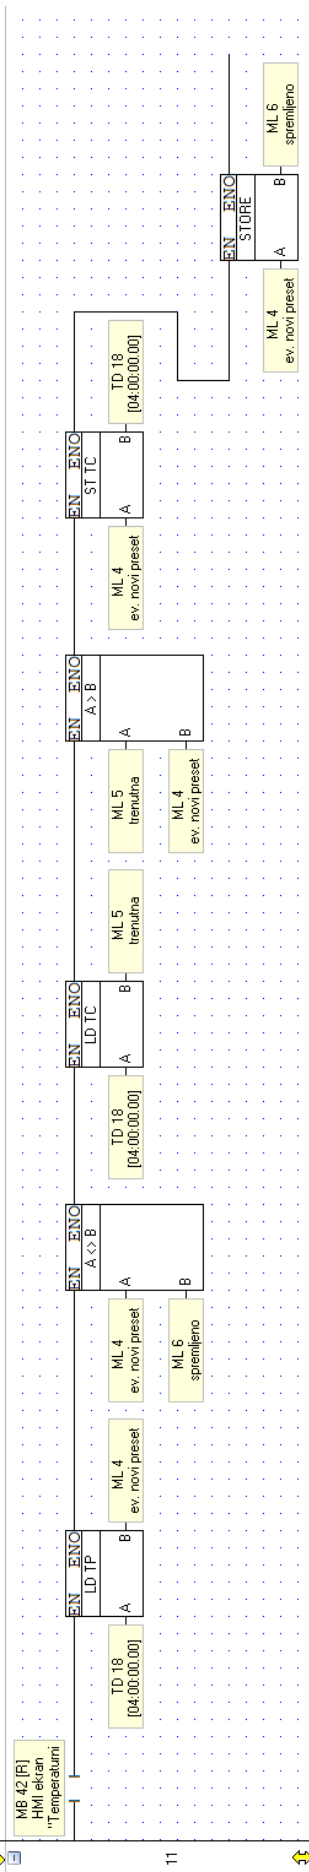 11
MB 42 [R]
HMI ekran
"Temperaturni
EN ENO
LD TP
A B
TD 18
[04:00:00.00]
ML 4
ev. novi preset
EN ENO
A <> B
A
B
ML 4
ev. novi preset
ML 6
spremljeno
EN ENO
LD TC
A B
TD 18
[04:00:00.00]
ML 5
trenutna
EN ENO
A > B
A
B
ML 5
trenutna
ML 4
ev. novi preset
EN ENO
ST TC
A B
ML 4
ev. novi preset
TD 18
[04:00:00.00]
EN ENO
STORE
A B
ML 4
ev. novi preset
ML 6
spremljeno